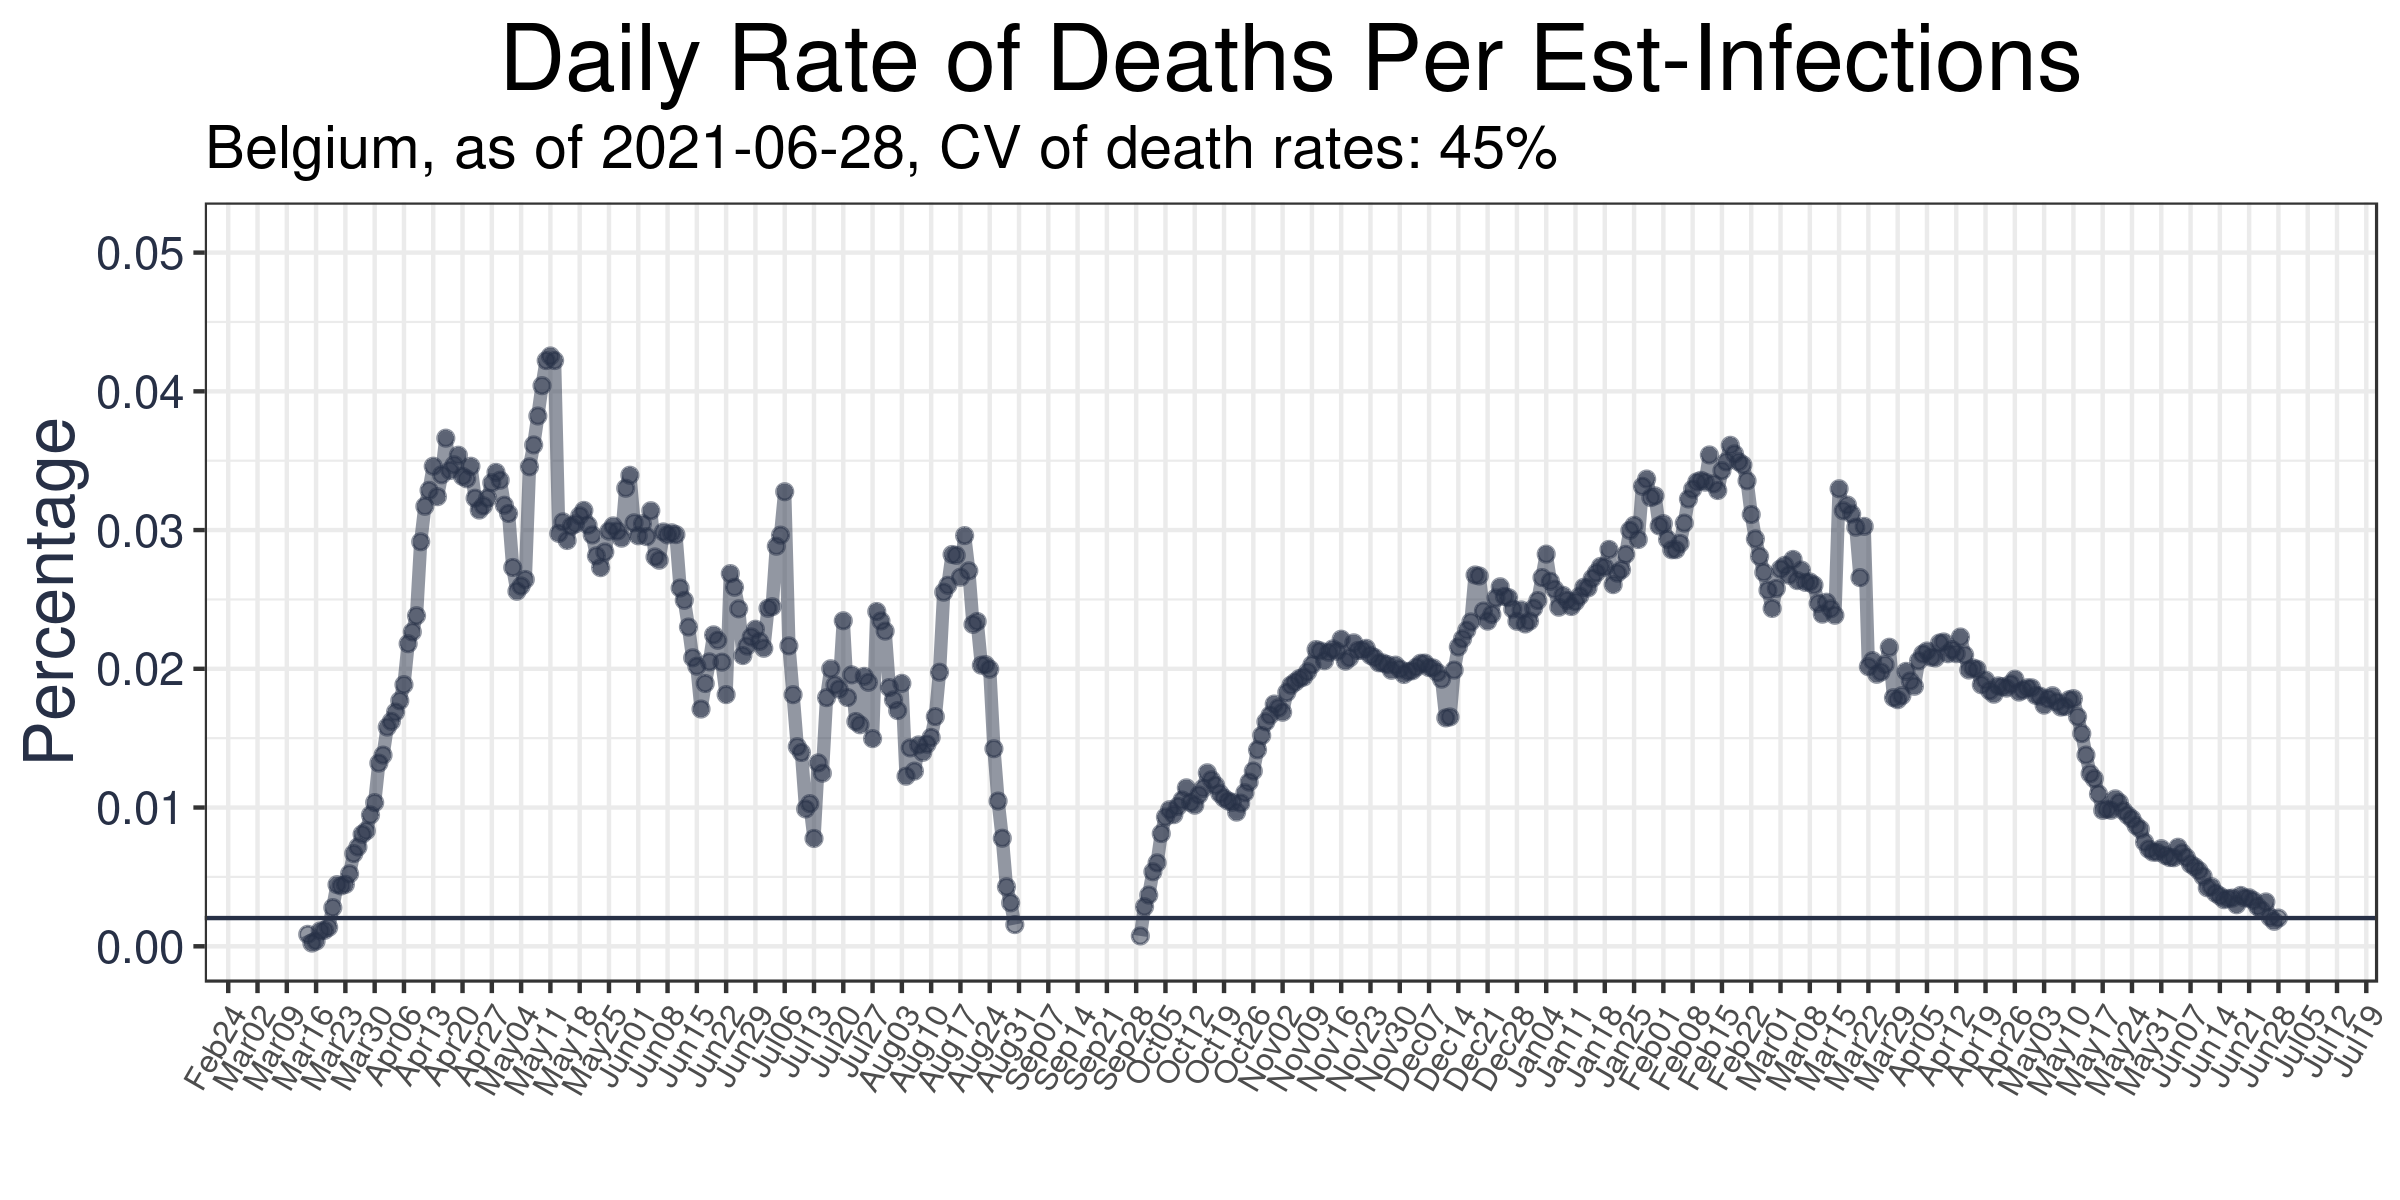 Daily Rate of Deaths Per Est-Infections
Belgium, as of 2021-06-28, CV of death rates: 45%
Percentage
0.05
0.04
0.03
0.02
0.01
0.00
Feb24
Mar02
Mar09
Mar16
Mar23
Mar30
Apr06
Apr13
Apr20
Apr27
May04
May11
May18
May25
Jun01
Jun08
Jun15
Jun22
Jun29
Jul06
Jul13
Jul20
Jul27
Aug03
Aug10
Aug17
Aug24
Aug31
Sep07
Sep14
Sep21
Sep28
Oct05
Oct12
Oct19
Oct26
Nov02
Nov09
Nov16
Nov23
Nov30
Dec07
Dec14
Dec21
Dec28
Jan04
Jan11
Jan18
Jan25
Feb01
Feb08
Feb15
Feb22
Mar01
Mar08
Mar15
Mar22
Mar29
Apr05
Apr12
Apr19
Apr26
May03
May10
May17
May24
May31
Jun07
Jun14
Jun21
Jun28
Jul05
Jul12
Jul19